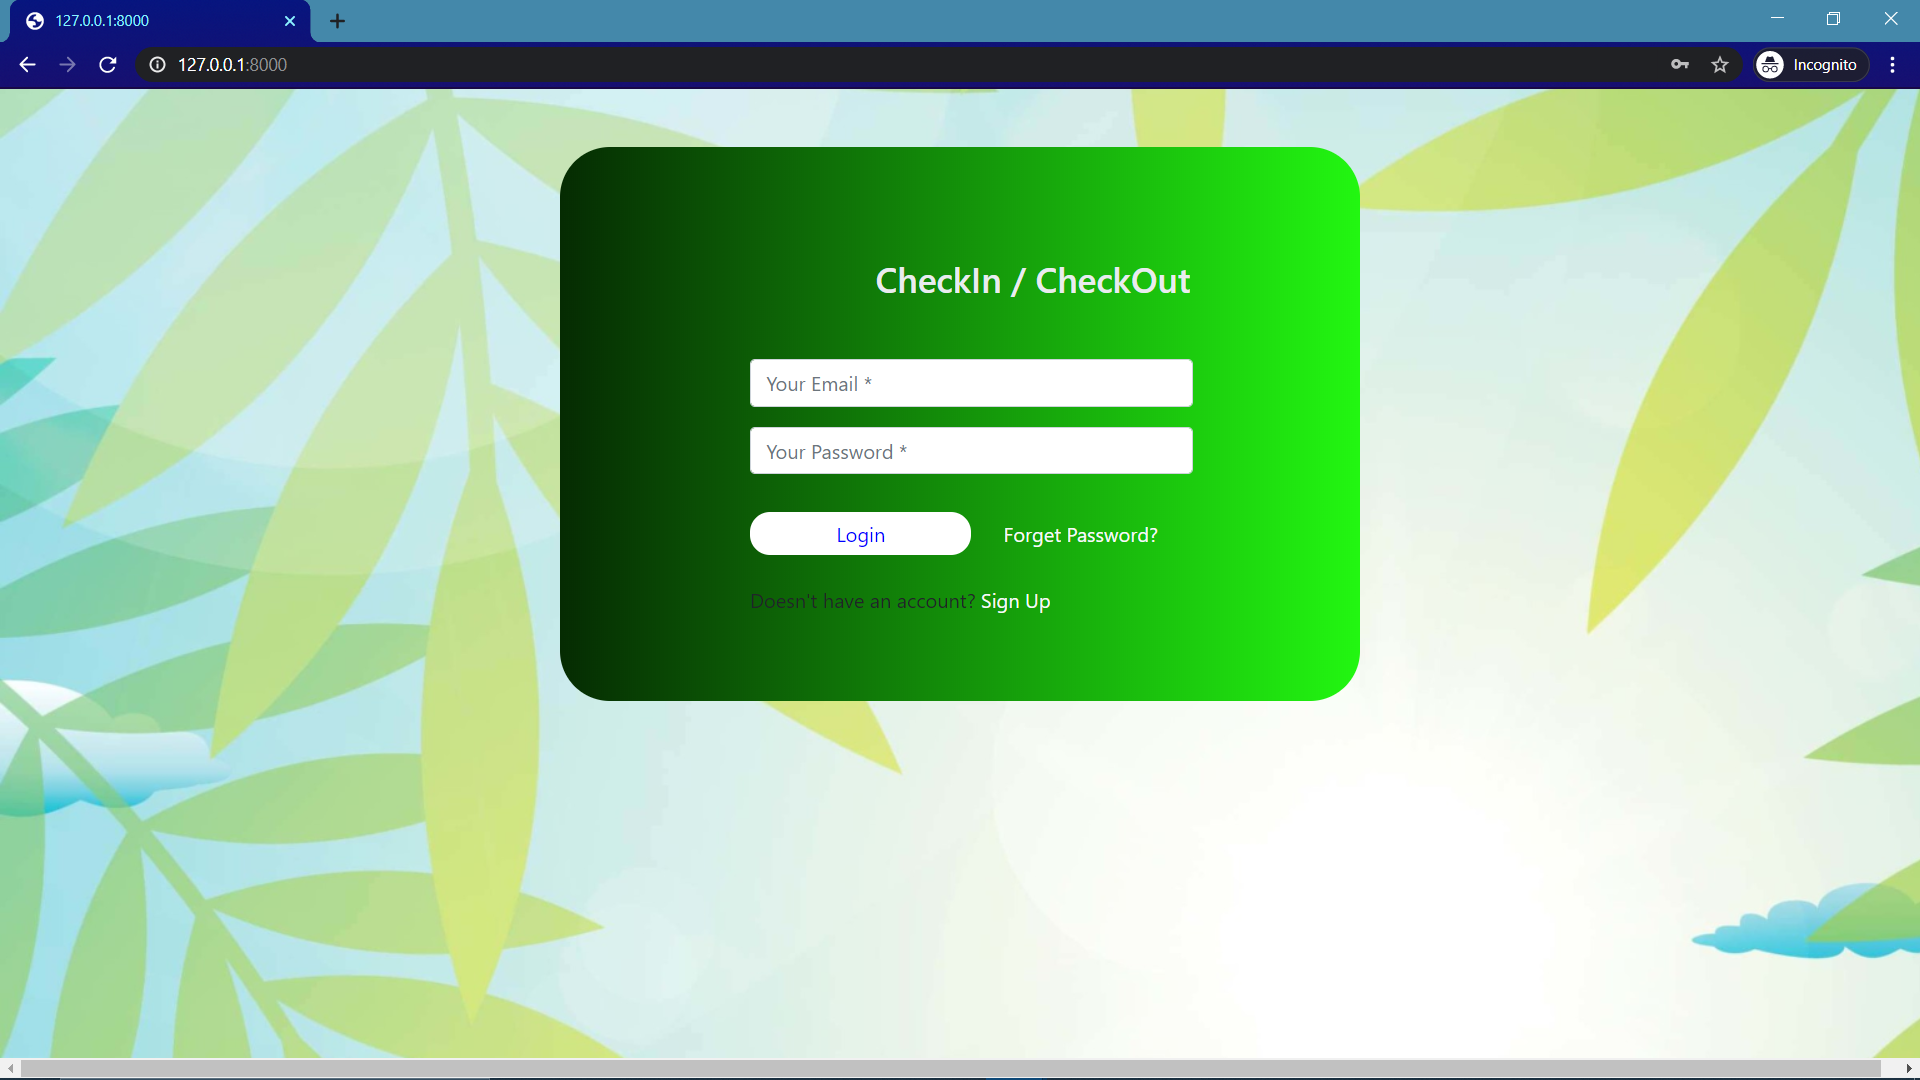 127.0.0.1:8000
127.0.0.1:8000
Incognito
CheckIn / CheckOut
Your Email *
Your Password *
Login
Forget Password?
Doesn't have an account? Sign Up